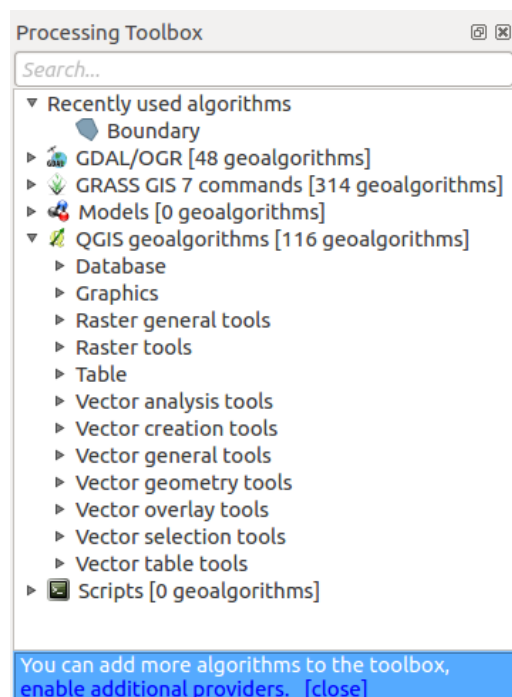 Processing Toolbox
Search...
Recently used algorithms
Boundary
GDAL/OGR [48 geoalgorithms]
GRASS GIS 7 commands [314 geoalgorithms]
Models [0 geoalgorithms]
QGIS geoalgorithms [116 geoalgorithms]
Database
Graphics
Raster general tools
Raster tools
Table
Vector analysis tools
Vector creation tools
Vector general tools
Vector geometry tools
Vector overlay tools
Vector selection tools
Vector table tools
Scripts [0 geoalgorithms]
You can add more algorithms to the toolbox,
enable additional providers. [close]